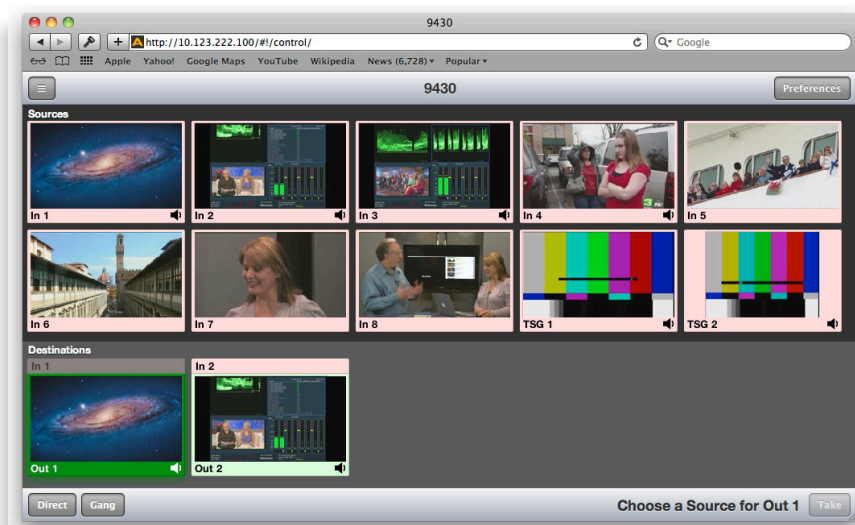 9430
http://10.123.222.100/#!/control/
Google
Apple Yahoo! Google Maps YouTube Wikipedia News (6,728) Popular
9430
Preferences
Sources
In 1
In 2
In 3
3 HD
In 4
In 5
In 6
In 7
In 8
TSG 1
TSG 2
Destinations
In 1
In 2
Out 1
Out 2
Direct
Gang
Choose a Source for Out 1
Take